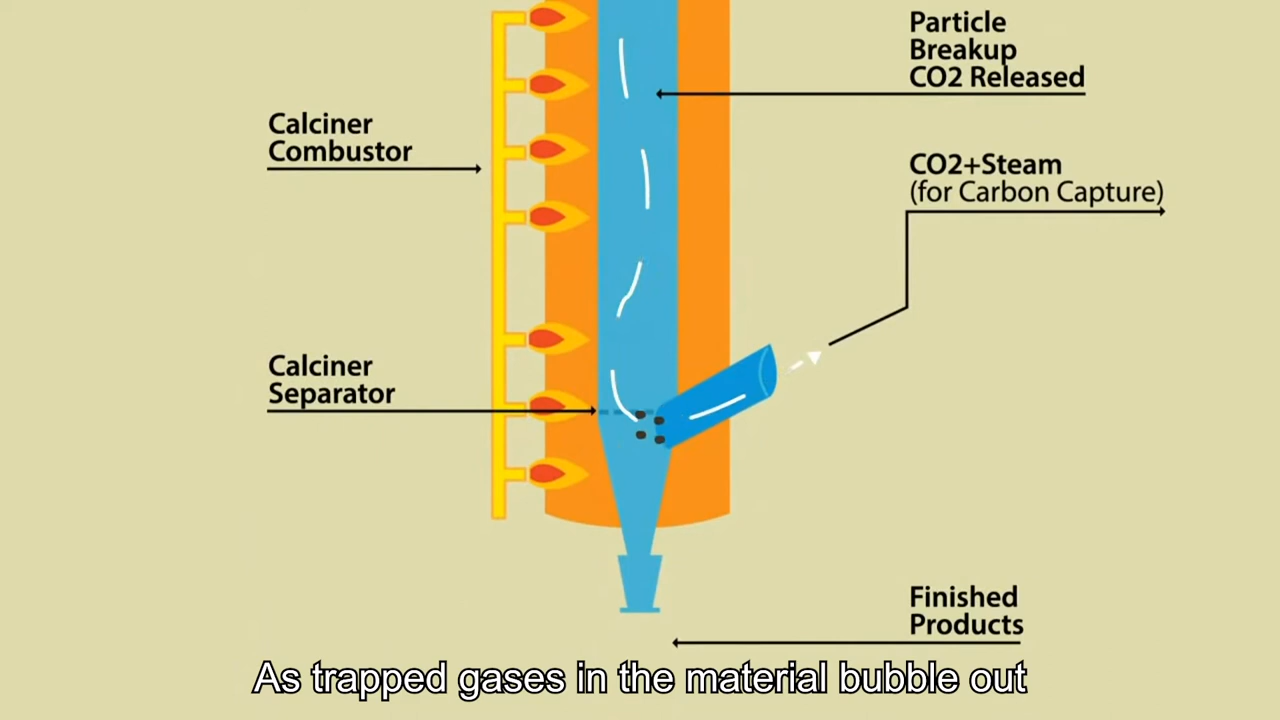 Particle
Breakup
CO2 Released
Calciner
Combustor
CO2+Steam
(for Carbon Capture)
Calciner
Separator
Finished
Products
As trapped gases in the material bubble out